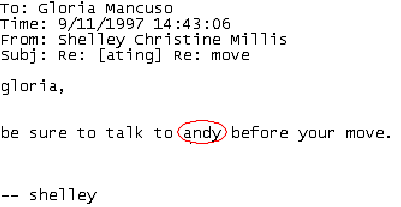 To: Gloria Mancuso
Time: 9/11/1997 14:43:06
From: Shelley Christine Millis
Subj: Re: [ating] Re: move
gloria,
be sure to talk to andy before your move.
-- shelley